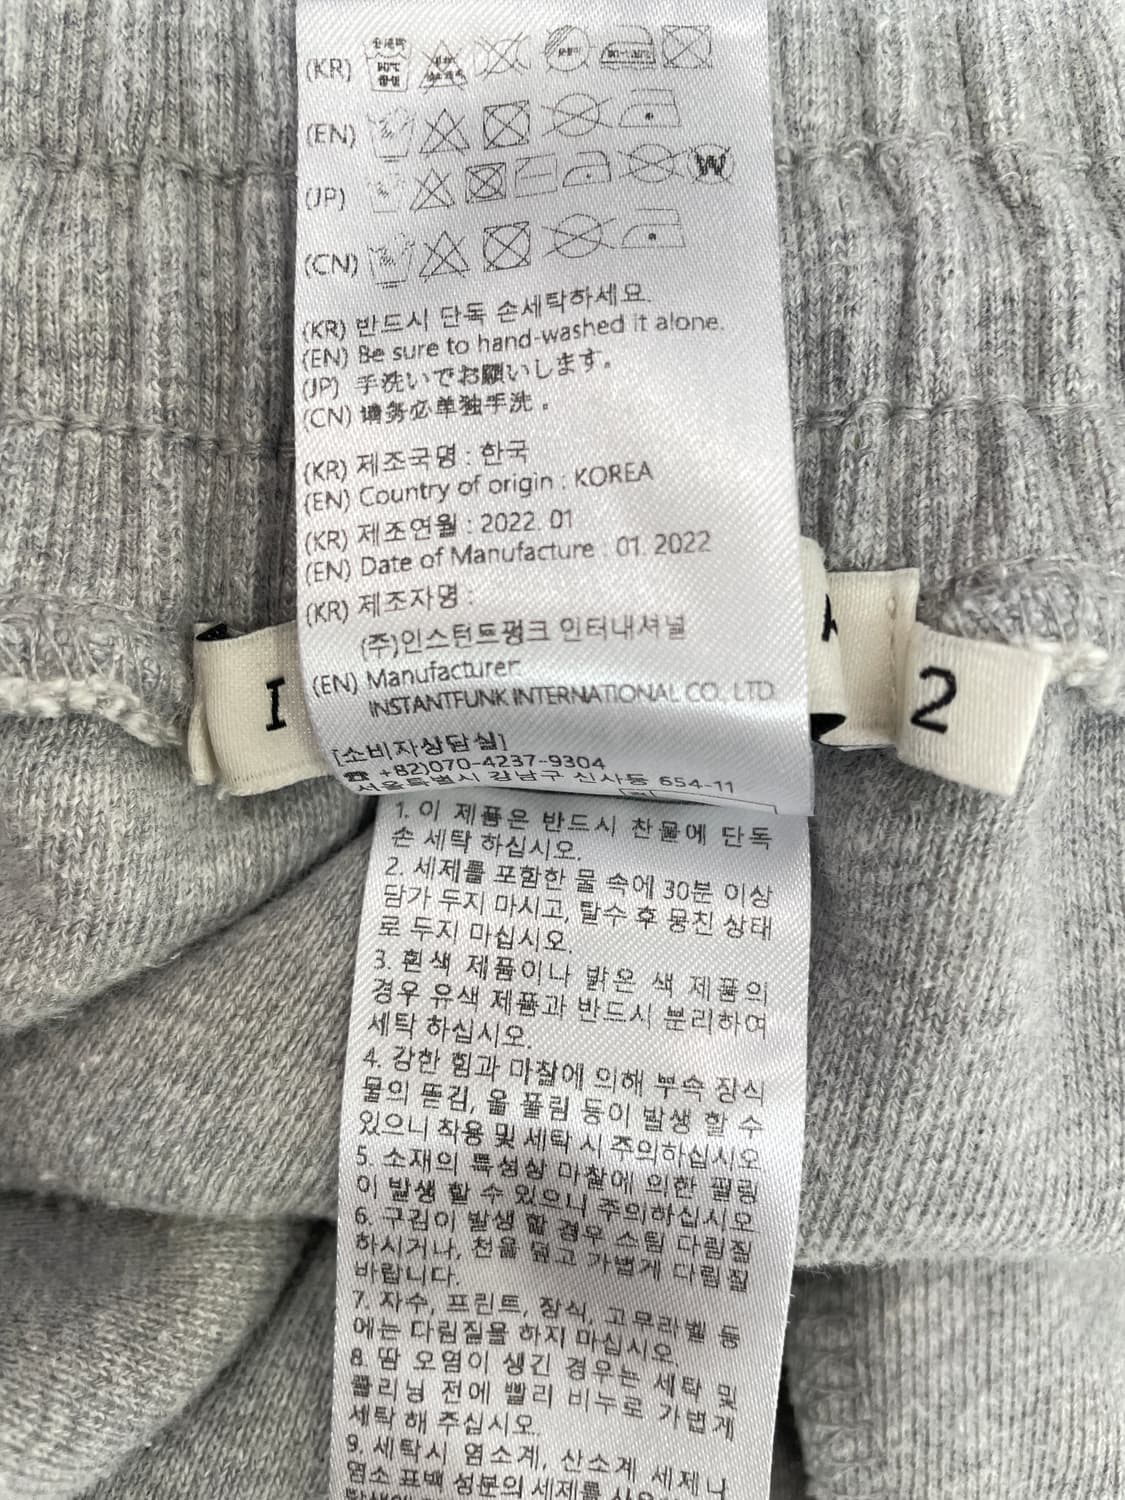 (KR)
(EN)
(JP) W
(CN)
(KR) 반드시 단독 손세탁하세요.
(EN) Be sure to hand-washed it alone.
(JP) 手洗いでお願いします。
(CN) 请务必单独手洗。
(KR) 제조국명 : 한국
(EN) Country of origin : KOREA
(KR) 제조연월 : 2022. 01
(EN) Date of Manufacture : 01. 2022
(KR) 제조자명 :
(주)인스턴트펑크 인터내셔널
(EN) Manufacturer:
INSTANTFUNK INTERNATIONAL CO., LTD
[소비자상담실]
☎ +82)070-4237-9304
서울특별시 강남구 신사동 654-11
I
2
1. 이 제품은 반드시 찬물에 단독
손 세탁 하십시오.
2. 세제를 포함한 물 속에 30분 이상
담가 두지 마시고, 탈수 후 뭉친 상태
로 두지 마십시오.
3. 흰색 제품이나 밝은 색 제품의
경우 유색 제품과 반드시 분리하여
세탁 하십시오.
4. 강한 힘과 마찰에 의해 부속 장식
물의 뜯김, 올 풀림 등이 발생 할 수
있으니 착용 및 세탁 시 주의하십시오
5. 소재의 특성상 마찰에 의한 필링
이 발생 할 수 있으니 주의하십시오
6. 구김이 발생 할 경우 스팀 다림질
하시거나, 천을 덮고 가볍게 다림질
바랍니다.
7. 자수, 프린트, 장식, 고무라벨 등
에는 다림질을 하지 마십시오.
8. 땀 오염이 생긴 경우는 세탁 및
클리닝 전에 빨리 비누로 가볍게
세탁 해 주십시오.
9. 세탁시 염소계, 산소계 세제나
염소 표백 성분의 세제를